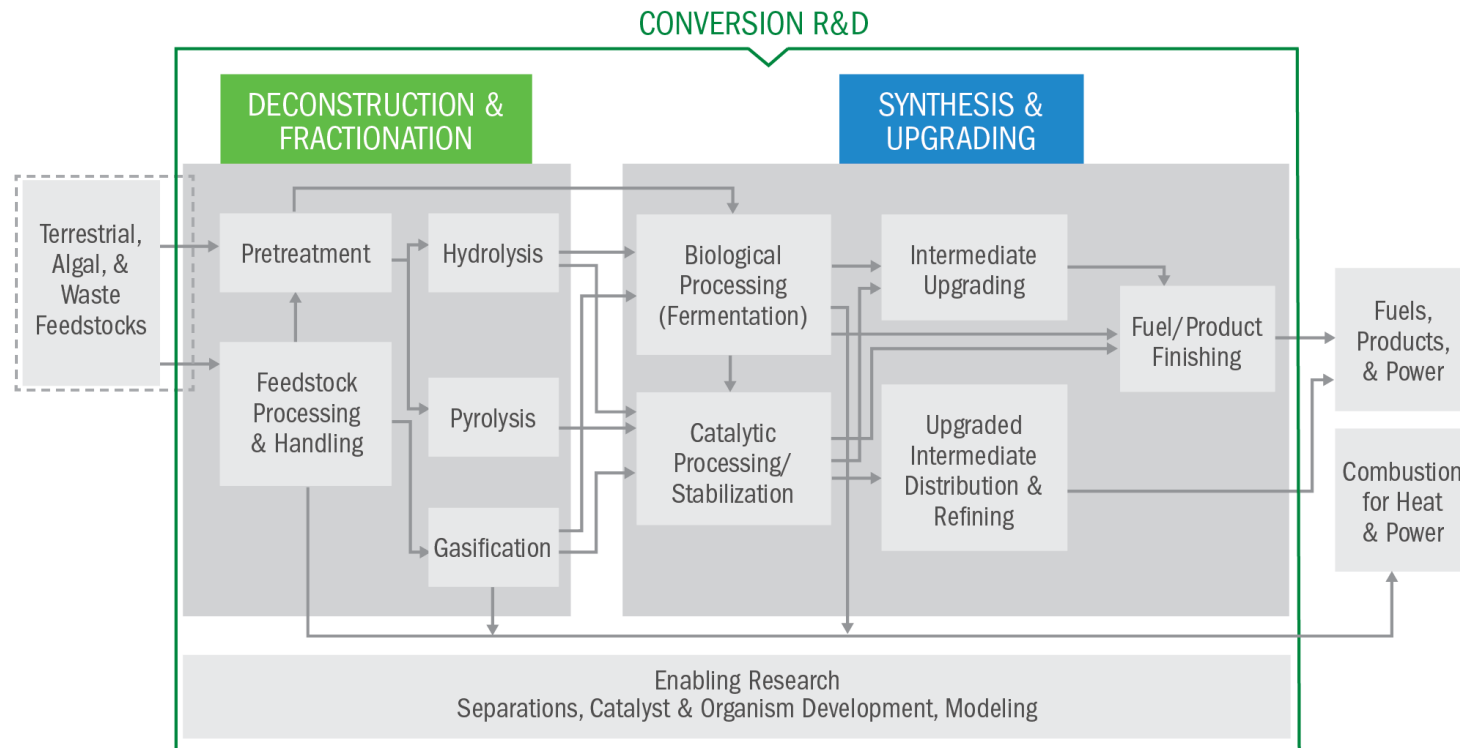 CONVERSION R&D
DECONSTRUCTION &
FRACTIONATION
SYNTHESIS &
UPGRADING
Terrestrial,
Algal, &
Waste
Feedstocks
Pretreatment
Feedstock
Processing
& Handling
Hydrolysis
Pyrolysis
Gasification
Biological
Processing
(Fermentation)
Catalytic
Processing/
Stabilization
Intermediate
Upgrading
Upgraded
Intermediate
Distribution &
Refining
Fuel/Product
Finishing
Fuels,
Products,
& Power
Combustion
for Heat
& Power
Enabling Research
Separations, Catalyst & Organism Development, Modeling